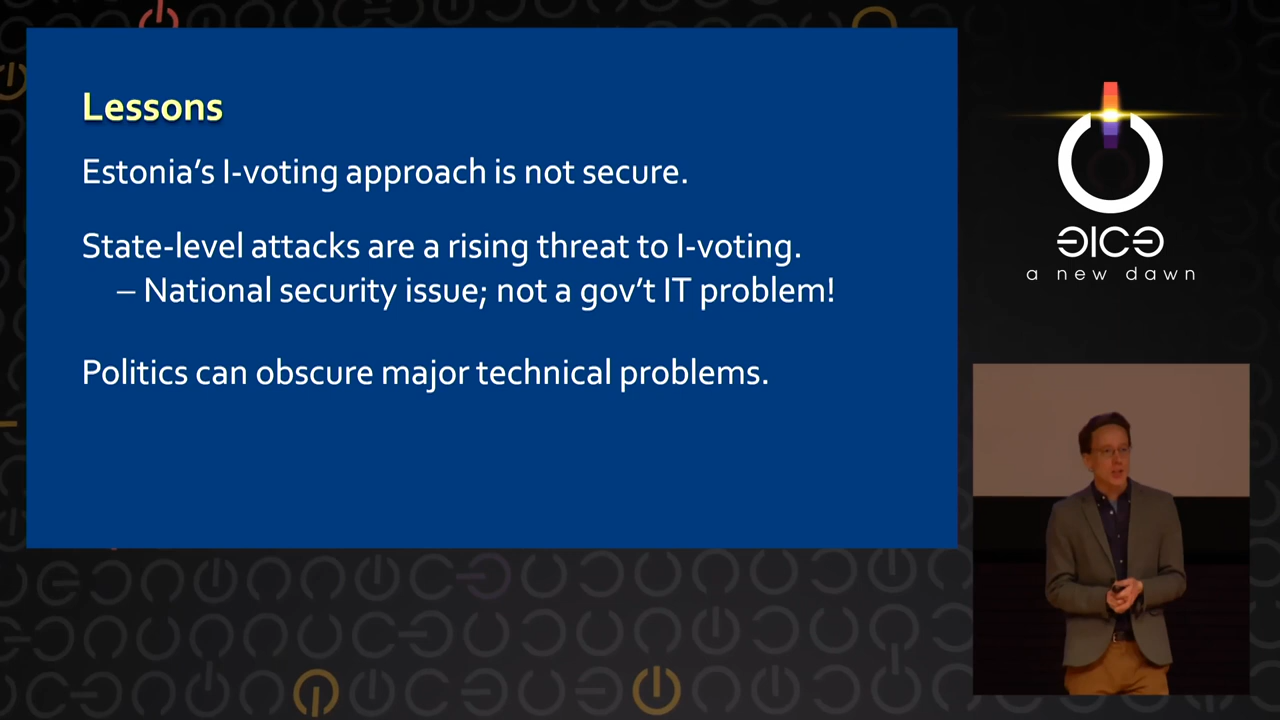 Lessons
Estonia's I-voting approach is not secure.
State-level attacks are a rising threat to I-voting.
– National security issue; not a gov't IT problem!
Politics can obscure major technical problems.
a new dawn